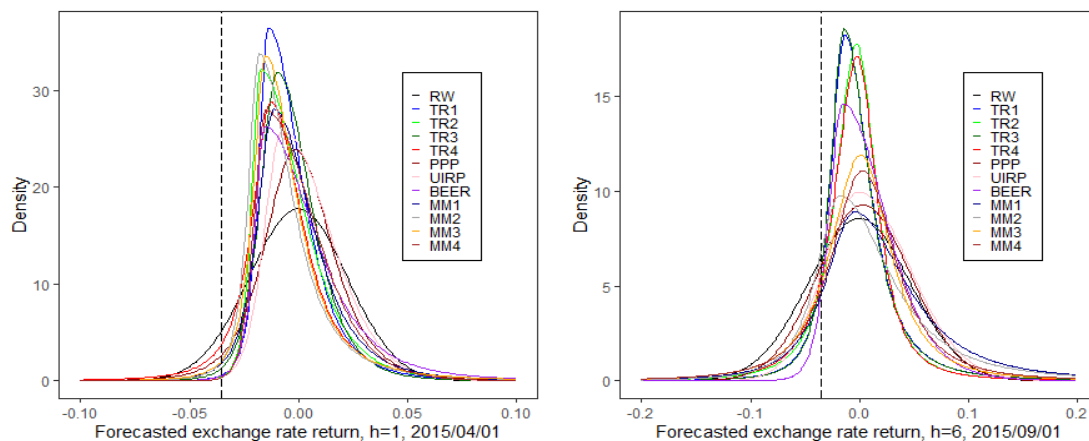 30
20
10
0
Density
RW
TR1
TR2
TR3
TR4
PPP
UIRP
BEER
MM1
MM2
MM3
MM4
-0.10
-0.05
0.00
0.05
0.10
Forecasted exchange rate return, h=1, 2015/04/01
15
10
5
0
Density
RW
TR1
TR2
TR3
TR4
PPP
UIRP
BEER
MM1
MM2
MM3
MM4
-0.2
-0.1
0.0
0.1
0.2
Forecasted exchange rate return, h=6, 2015/09/01